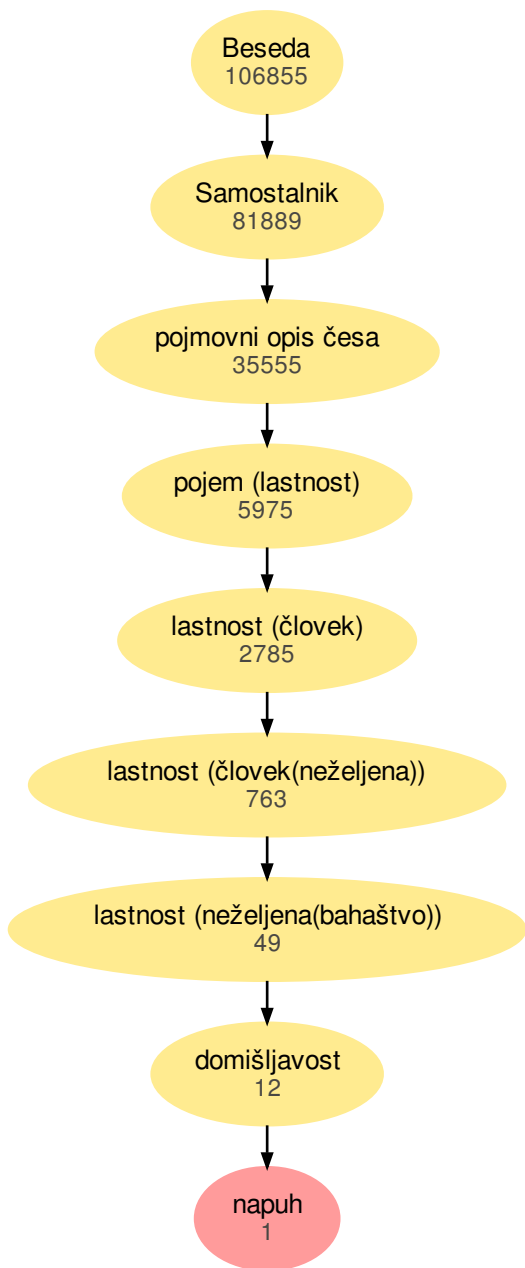 Beseda
106855
Samostalnik
81889
pojmovni opis česa
35555
pojem (lastnost)
5975
lastnost (človek)
2785
lastnost (človek(neželjena))
763
lastnost (neželjena(bahaštvo))
49
domišljavost
12
napuh
1